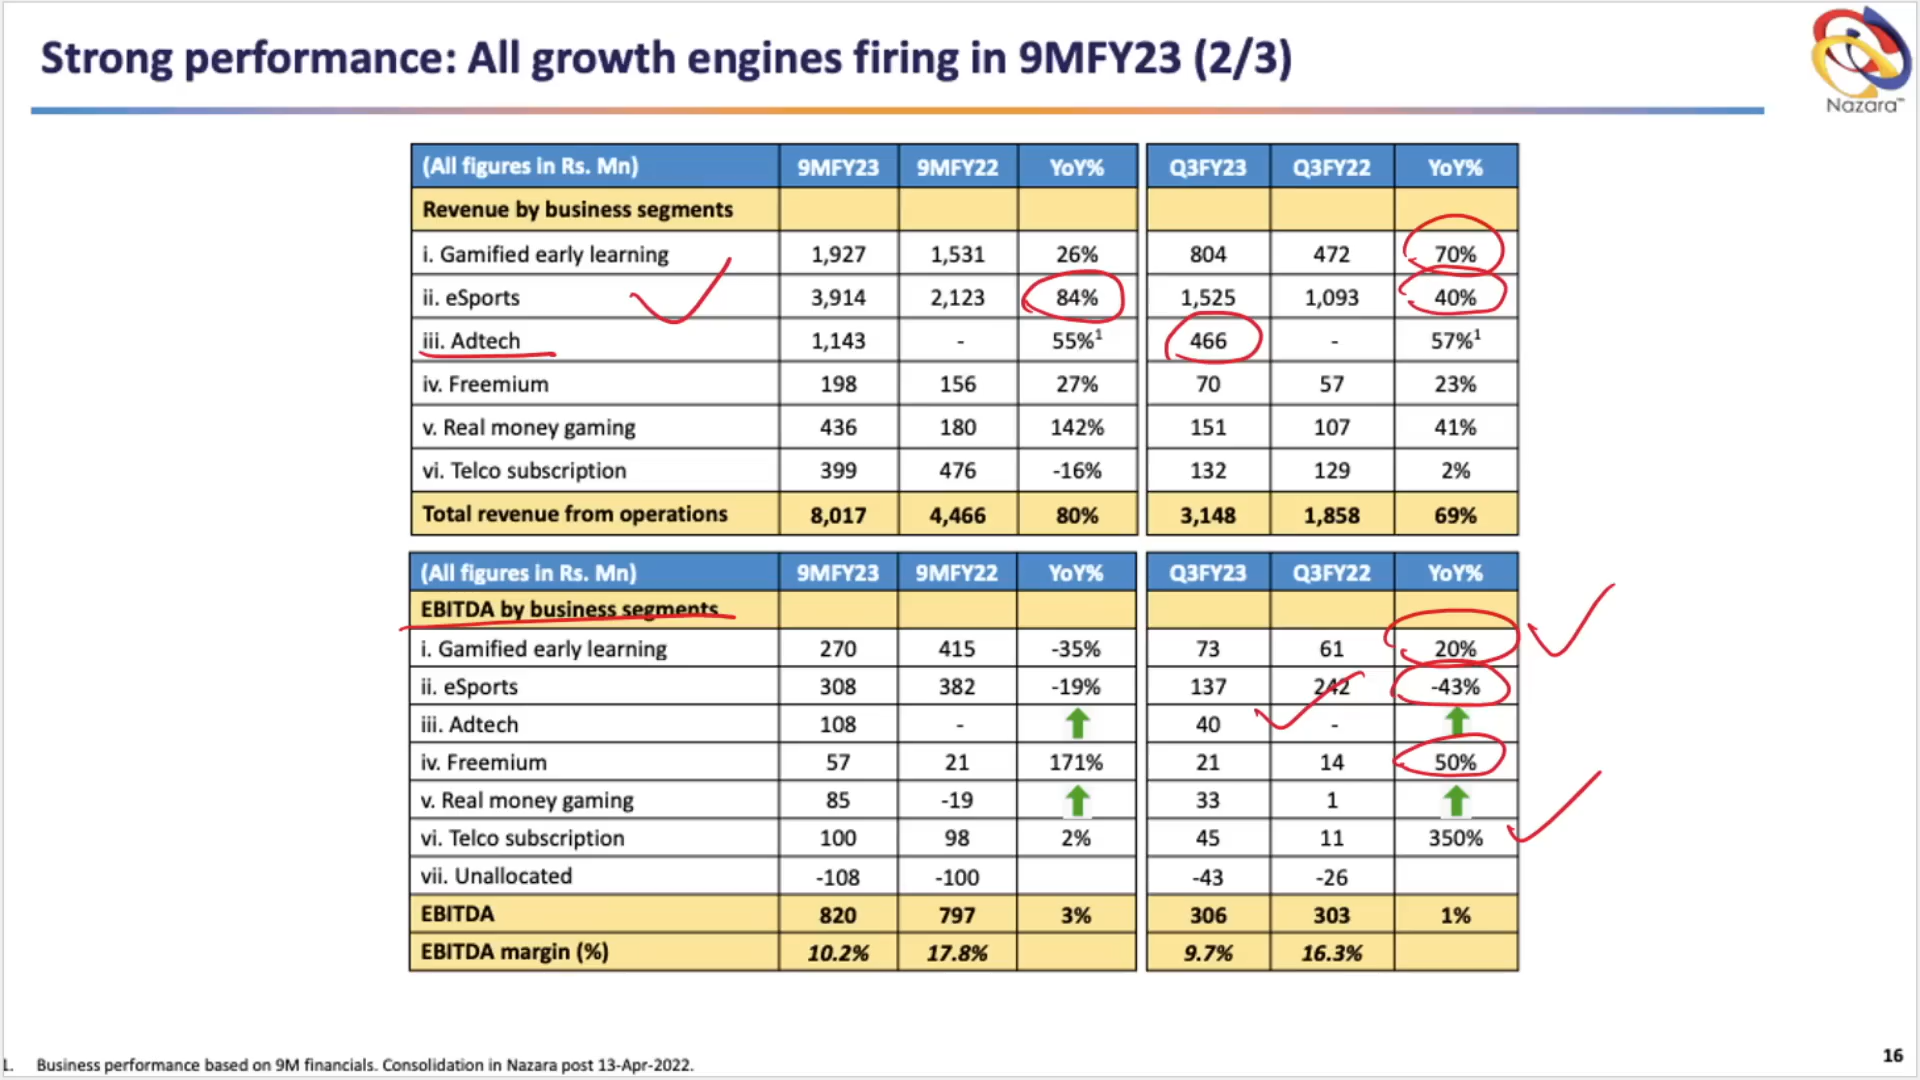 Strong performance: All growth engines firing in 9MFY23 (2/3)
Nazara™
(All figures in Rs. Mn) 9MFY23 9MFY22 YoY% Q3FY23 Q3FY22 YoY%
Revenue by business segments
i. Gamified early learning 1,927 1,531 26% 804 472 70%
ii. eSports 3,914 2,123 84% 1,525 1,093 40%
iii. Adtech 1,143 - 55%¹ 466 - 57%¹
iv. Freemium 198 156 27% 70 57 23%
v. Real money gaming 436 180 142% 151 107 41%
vi. Telco subscription 399 476 -16% 132 129 2%
Total revenue from operations 8,017 4,466 80% 3,148 1,858 69%
(All figures in Rs. Mn) 9MFY23 9MFY22 YoY% Q3FY23 Q3FY22 YoY%
EBITDA by business segments
i. Gamified early learning 270 415 -35% 73 61 20%
ii. eSports 308 382 -19% 137 242 -43%
iii. Adtech 108 - 40 -
iv. Freemium 57 21 171% 21 14 50%
v. Real money gaming 85 -19 33 1
vi. Telco subscription 100 98 2% 45 11 350%
vii. Unallocated -108 -100 -43 -26
EBITDA 820 797 3% 306 303 1%
EBITDA margin (%) 10.2% 17.8% 9.7% 16.3%
1. Business performance based on 9M financials. Consolidation in Nazara post 13-Apr-2022.
16